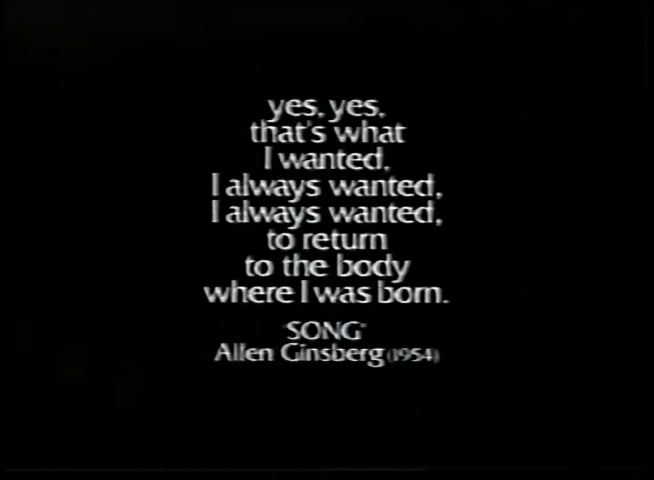 yes, yes,
that's what
I wanted,
I always wanted,
I always wanted,
to return
to the body
where I was born.
"SONG"
Allen Ginsberg (1954)